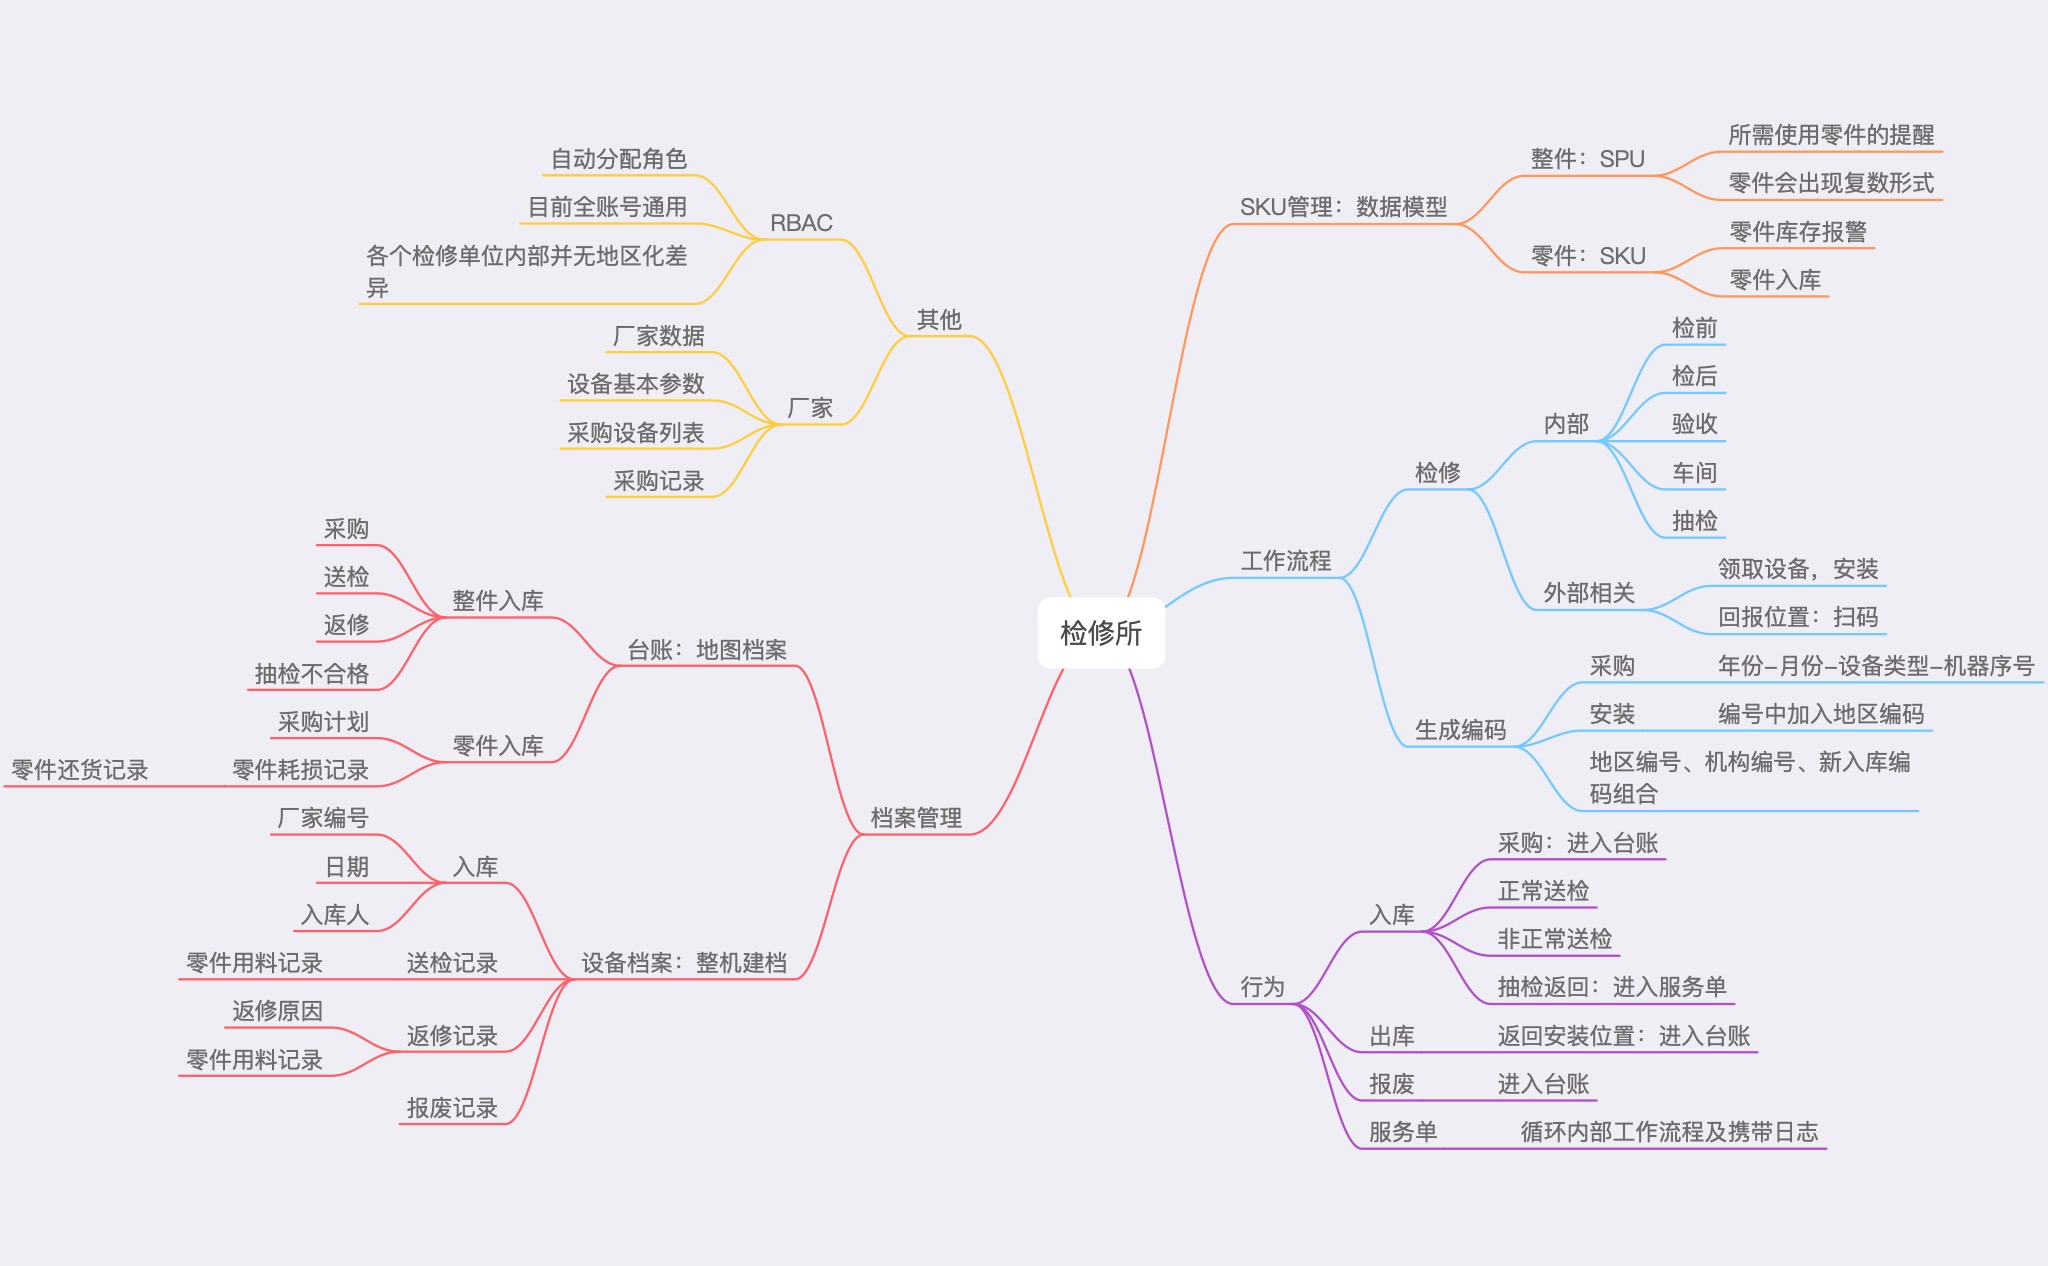 检修所
SKU管理：数据模型
整件：SPU
所需使用零件的提醒
零件会出现复数形式
零件：SKU
零件库存报警
零件入库
工作流程
检修
内部
检前
检后
验收
车间
抽检
外部相关
领取设备，安装
回报位置：扫码
生成编码
采购
年份-月份-设备类型-机器序号
安装
编号中加入地区编码
地区编号、机构编号、新入库编
码组合
行为
入库
采购：进入台账
正常送检
非正常送检
抽检返回：进入服务单
出库
返回安装位置：进入台账
报废
进入台账
服务单
循环内部工作流程及携带日志
其他
RBAC
自动分配角色
目前全账号通用
各个检修单位内部并无地区化差
异
厂家
厂家数据
设备基本参数
采购设备列表
采购记录
档案管理
台账：地图档案
整件入库
采购
送检
返修
抽检不合格
零件入库
采购计划
零件耗损记录
零件还货记录
设备档案：整机建档
入库
厂家编号
日期
入库人
送检记录
零件用料记录
返修记录
返修原因
零件用料记录
报废记录